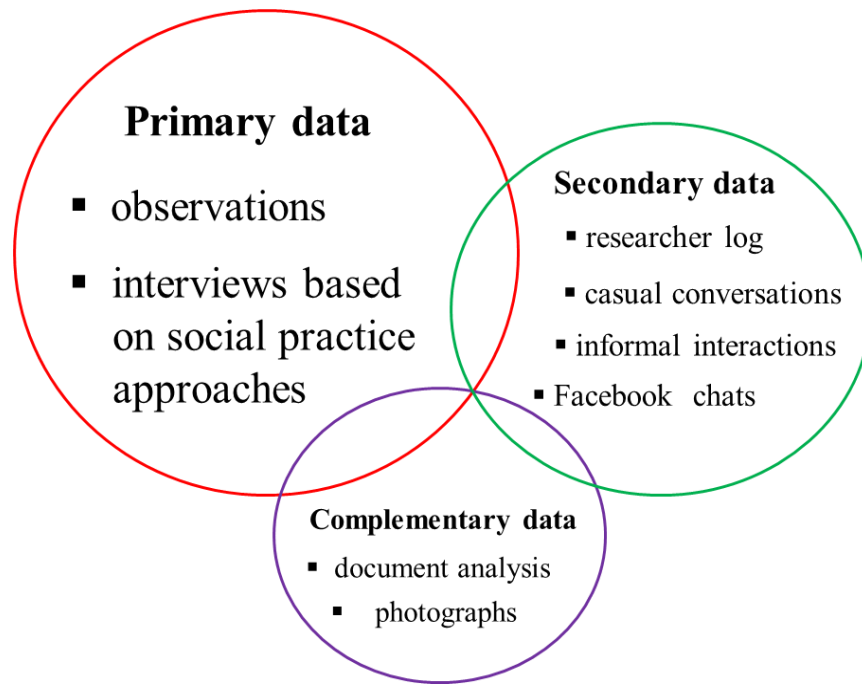 Primary data
▪ observations
▪ interviews based
on social practice
approaches
Secondary data
▪ researcher log
▪ casual conversations
▪ informal interactions
▪ Facebook chats
Complementary data
▪ document analysis
▪ photographs